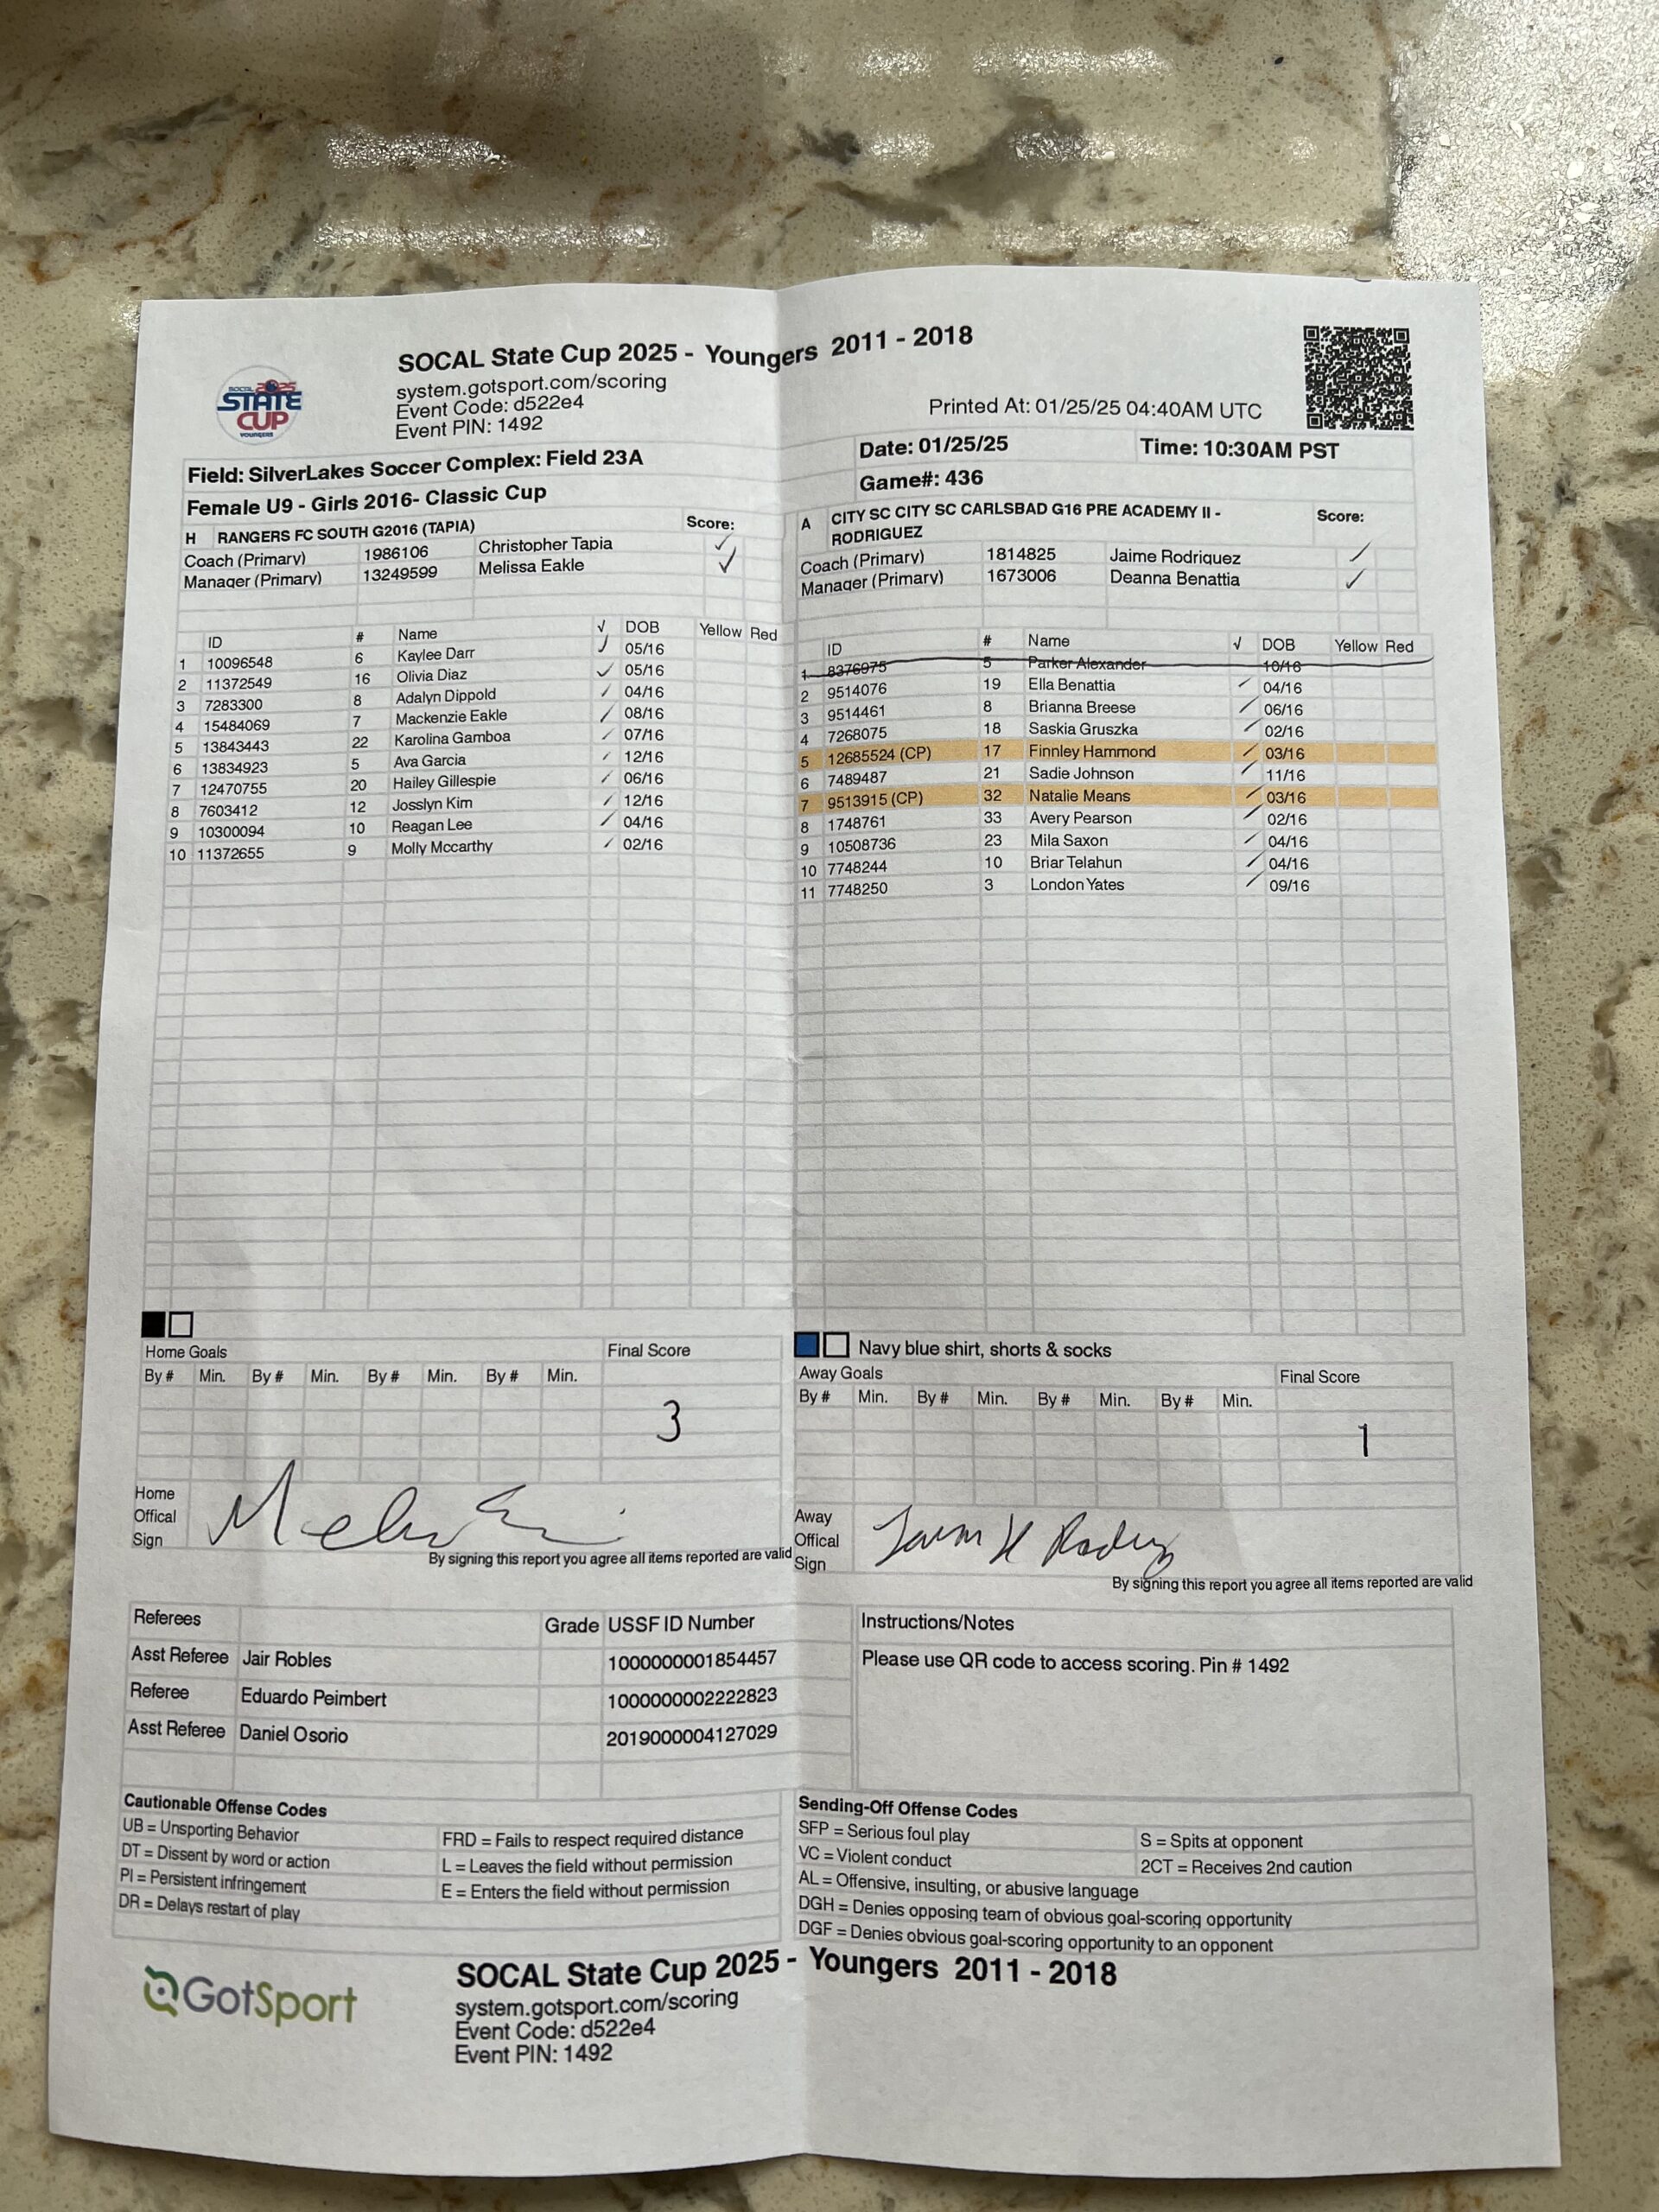 SOCAL State Cup 2025 - Youngers 2011 - 2018
system.gotsport.com/scoring
Event Code: d522e4
Event PIN: 1492
SOCAL 2025
STATE
CUP
YOUNGERS
Printed At: 01/25/25 04:40AM UTC
Field: SilverLakes Soccer Complex: Field 23A
Date: 01/25/25 Time: 10:30AM PST
Female U9 - Girls 2016- Classic Cup
Game#: 436
H RANGERS FC SOUTH G2016 (TAPIA) Score:
Coach (Primary) 1986106 Christopher Tapia ✓
Manager (Primary) 13249599 Melissa Eakle ✓
A CITY SC CITY SC CARLSBAD G16 PRE ACADEMY II - Score:
RODRIGUEZ
Coach (Primary) 1814825 Jaime Rodriguez ✓
Manager (Primary) 1673006 Deanna Benattia ✓
ID # Name √ DOB Yellow Red
1 10096548 6 Kaylee Darr ✓ 05/16
2 11372549 16 Olivia Diaz ✓ 05/16
3 7283300 8 Adalyn Dippold ✓ 04/16
4 15484069 7 Mackenzie Eakle ✓ 08/16
5 13843443 22 Karolina Gamboa ✓ 07/16
6 13834923 5 Ava Garcia ✓ 12/16
7 12470755 20 Hailey Gillespie ✓ 06/16
8 7603412 12 Josslyn Kim ✓ 12/16
9 10300094 10 Reagan Lee ✓ 04/16
10 11372655 9 Molly Mccarthy ✓ 02/16
ID # Name √ DOB Yellow Red
1 8376975 5 Parker Alexander 10/16
2 9514076 19 Ella Benattia ✓ 04/16
3 9514461 8 Brianna Breese ✓ 06/16
4 7268075 18 Saskia Gruszka ✓ 02/16
5 12685524 (CP) 17 Finnley Hammond ✓ 03/16
6 7489487 21 Sadie Johnson ✓ 11/16
7 9513915 (CP) 32 Natalie Means ✓ 03/16
8 1748761 33 Avery Pearson ✓ 02/16
9 10508736 23 Mila Saxon ✓ 04/16
10 7748244 10 Briar Telahun ✓ 04/16
11 7748250 3 London Yates ✓ 09/16
Home Goals Final Score
By # Min. By # Min. By # Min. By # Min.
3
Home
Offical
Sign
By signing this report you agree all items reported are valid
Navy blue shirt, shorts & socks
Away Goals Final Score
By # Min. By # Min. By # Min. By # Min.
1
Away
Offical
Sign
By signing this report you agree all items reported are valid
Referees Grade USSF ID Number
Asst Referee Jair Robles 1000000001854457
Referee Eduardo Peimbert 1000000002222823
Asst Referee Daniel Osorio 2019000004127029
Instructions/Notes
Please use QR code to access scoring. Pin # 1492
Cautionable Offense Codes
UB = Unsporting Behavior
DT = Dissent by word or action
PI = Persistent infringement
DR = Delays restart of play
FRD = Fails to respect required distance
L = Leaves the field without permission
E = Enters the field without permission
Sending-Off Offense Codes
SFP = Serious foul play
VC = Violent conduct
AL = Offensive, insulting, or abusive language
DGH = Denies opposing team of obvious goal-scoring opportunity
DGF = Denies obvious goal-scoring opportunity to an opponent
S = Spits at opponent
2CT = Receives 2nd caution
GotSport
SOCAL State Cup 2025 - Youngers 2011 - 2018
system.gotsport.com/scoring
Event Code: d522e4
Event PIN: 1492